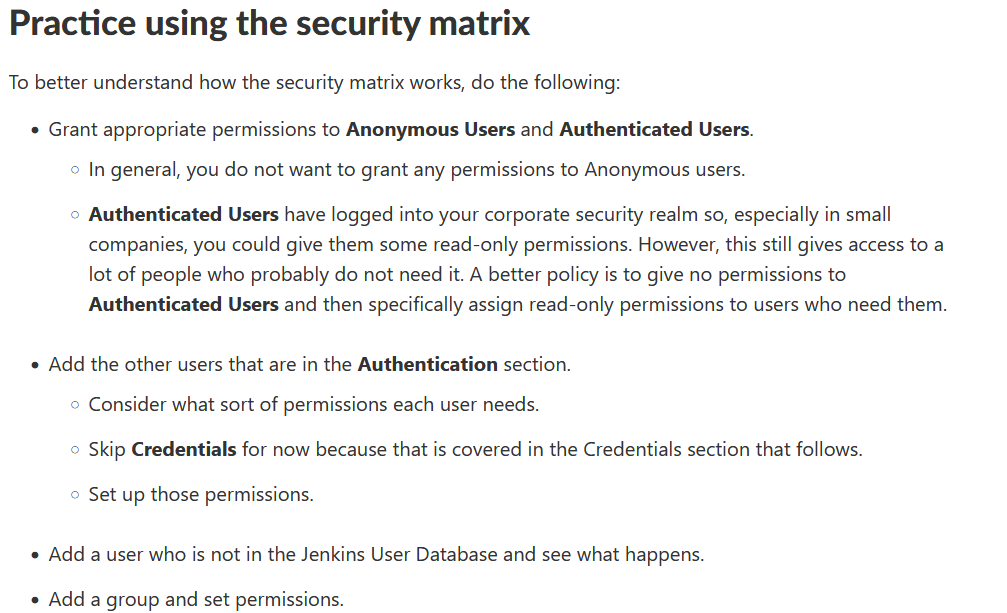 Practice using the security matrix
To better understand how the security matrix works, do the following:
• Grant appropriate permissions to Anonymous Users and Authenticated Users.
◦ In general, you do not want to grant any permissions to Anonymous users.
◦ Authenticated Users have logged into your corporate security realm so, especially in small
companies, you could give them some read-only permissions. However, this still gives access to a
lot of people who probably do not need it. A better policy is to give no permissions to
Authenticated Users and then specifically assign read-only permissions to users who need them.
• Add the other users that are in the Authentication section.
◦ Consider what sort of permissions each user needs.
◦ Skip Credentials for now because that is covered in the Credentials section that follows.
◦ Set up those permissions.
• Add a user who is not in the Jenkins User Database and see what happens.
• Add a group and set permissions.